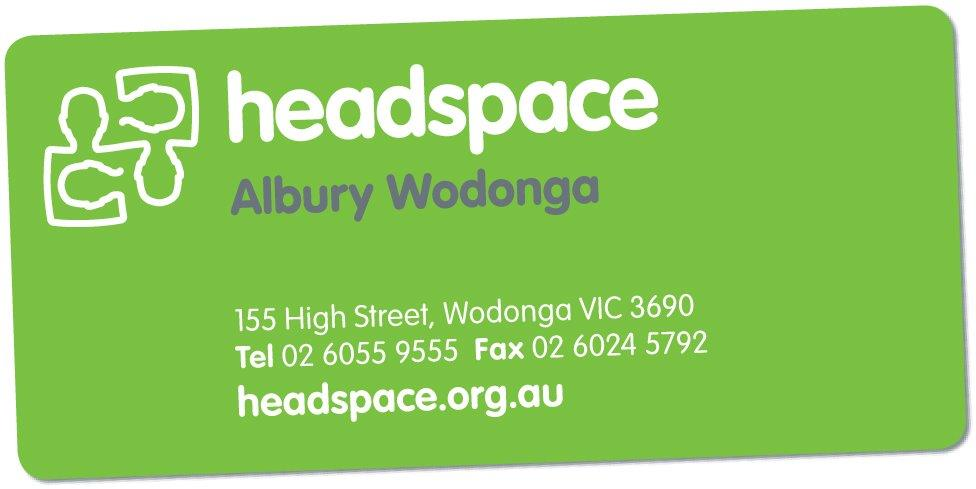 headspace
Albury Wodonga
155 High Street, Wodonga VIC 3690
Tel 02 6055 9555 Fax 02 6024 5792
headspace.org.au